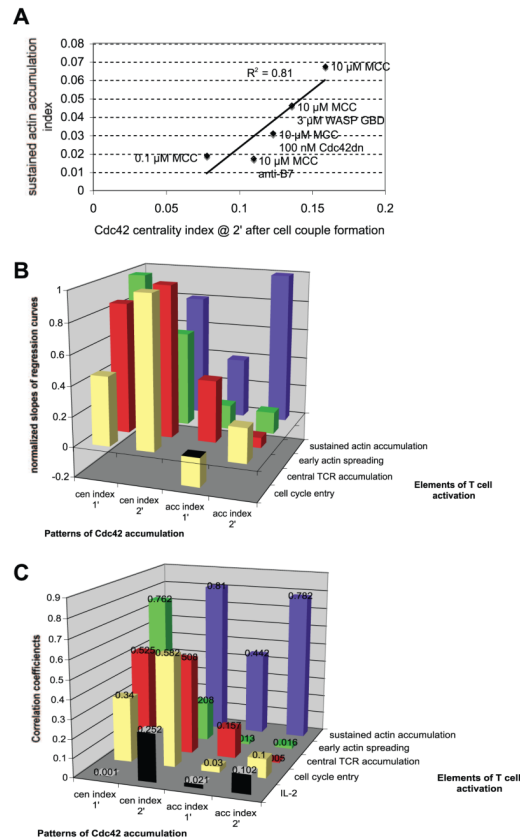 A
sustained actin accumulation
index
0.08
0.07
0.06
0.05
0.04
0.03
0.02
0.01
0
R² = 0.81
10 µM MCC
10 µM MCC
3 µM WASP GBD
10 µM MCC
100 nM Cdc42dn
0.1 µM MCC
10 µM MCC
anti-B7
0
0.05
0.1
0.15
0.2
Cdc42 centrality index @ 2' after cell couple formation
B
normalized slopes of regression curves
1
0.8
0.6
0.4
0.2
0
-0.2
cen index
1'
cen index
2'
acc index
1'
acc index
2'
sustained actin accumulation
early actin spreading
central TCR accumulation
cell cycle entry
Elements of T cell
activation
Patterns of Cdc42 accumulation
C
Correlation coefficiencts
0.9
0.8
0.7
0.6
0.5
0.4
0.3
0.2
0.1
0
0.762
0.81
0.782
0.525
0.582
0.442
0.34
0.252
0.157
0.016
0.03
0.1
0.001
0.021
0.102
cen index
1'
cen index
2'
acc index
1'
acc index
2'
sustained actin accumulation
early actin spreading
central TCR accumulation
cell cycle entry
IL-2
Elements of T cell
activation
Patterns of Cdc42 accumulation